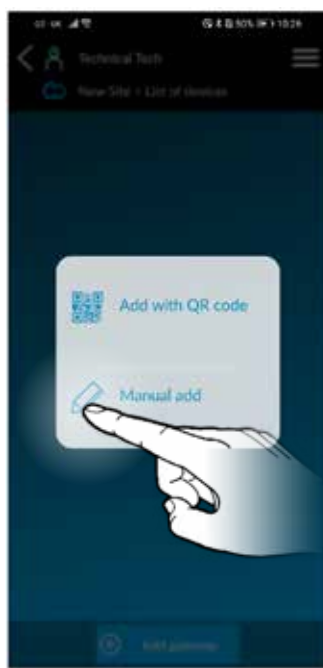 Technical Tech
New Site > List of devices
Add with QR code
Manual add